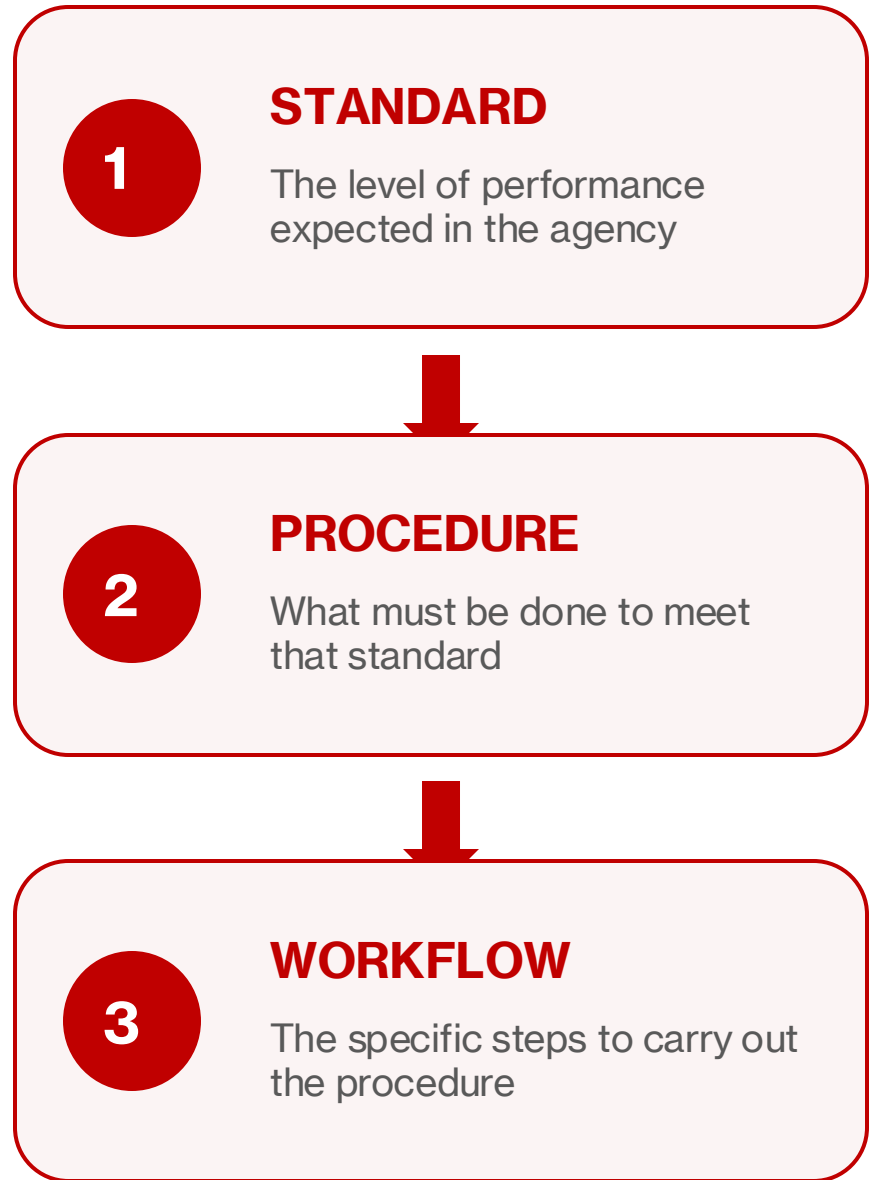 1
STANDARD
The level of performance
expected in the agency
2
PROCEDURE
What must be done to meet
that standard
3
WORKFLOW
The specific steps to carry out
the procedure